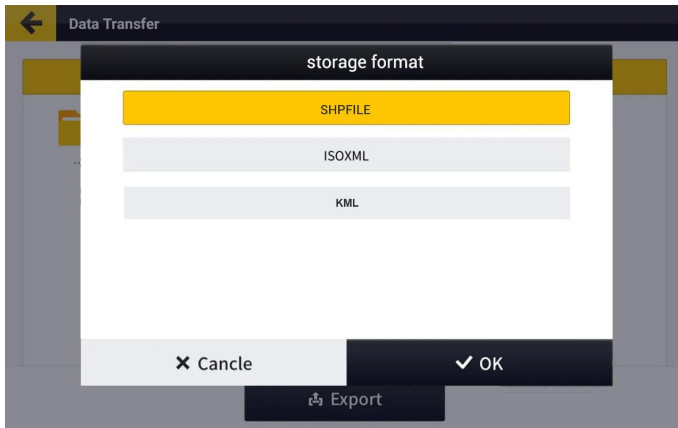 Data Transfer
storage format
SHPFILE
ISOXML
KML
Cancle
OK
Export